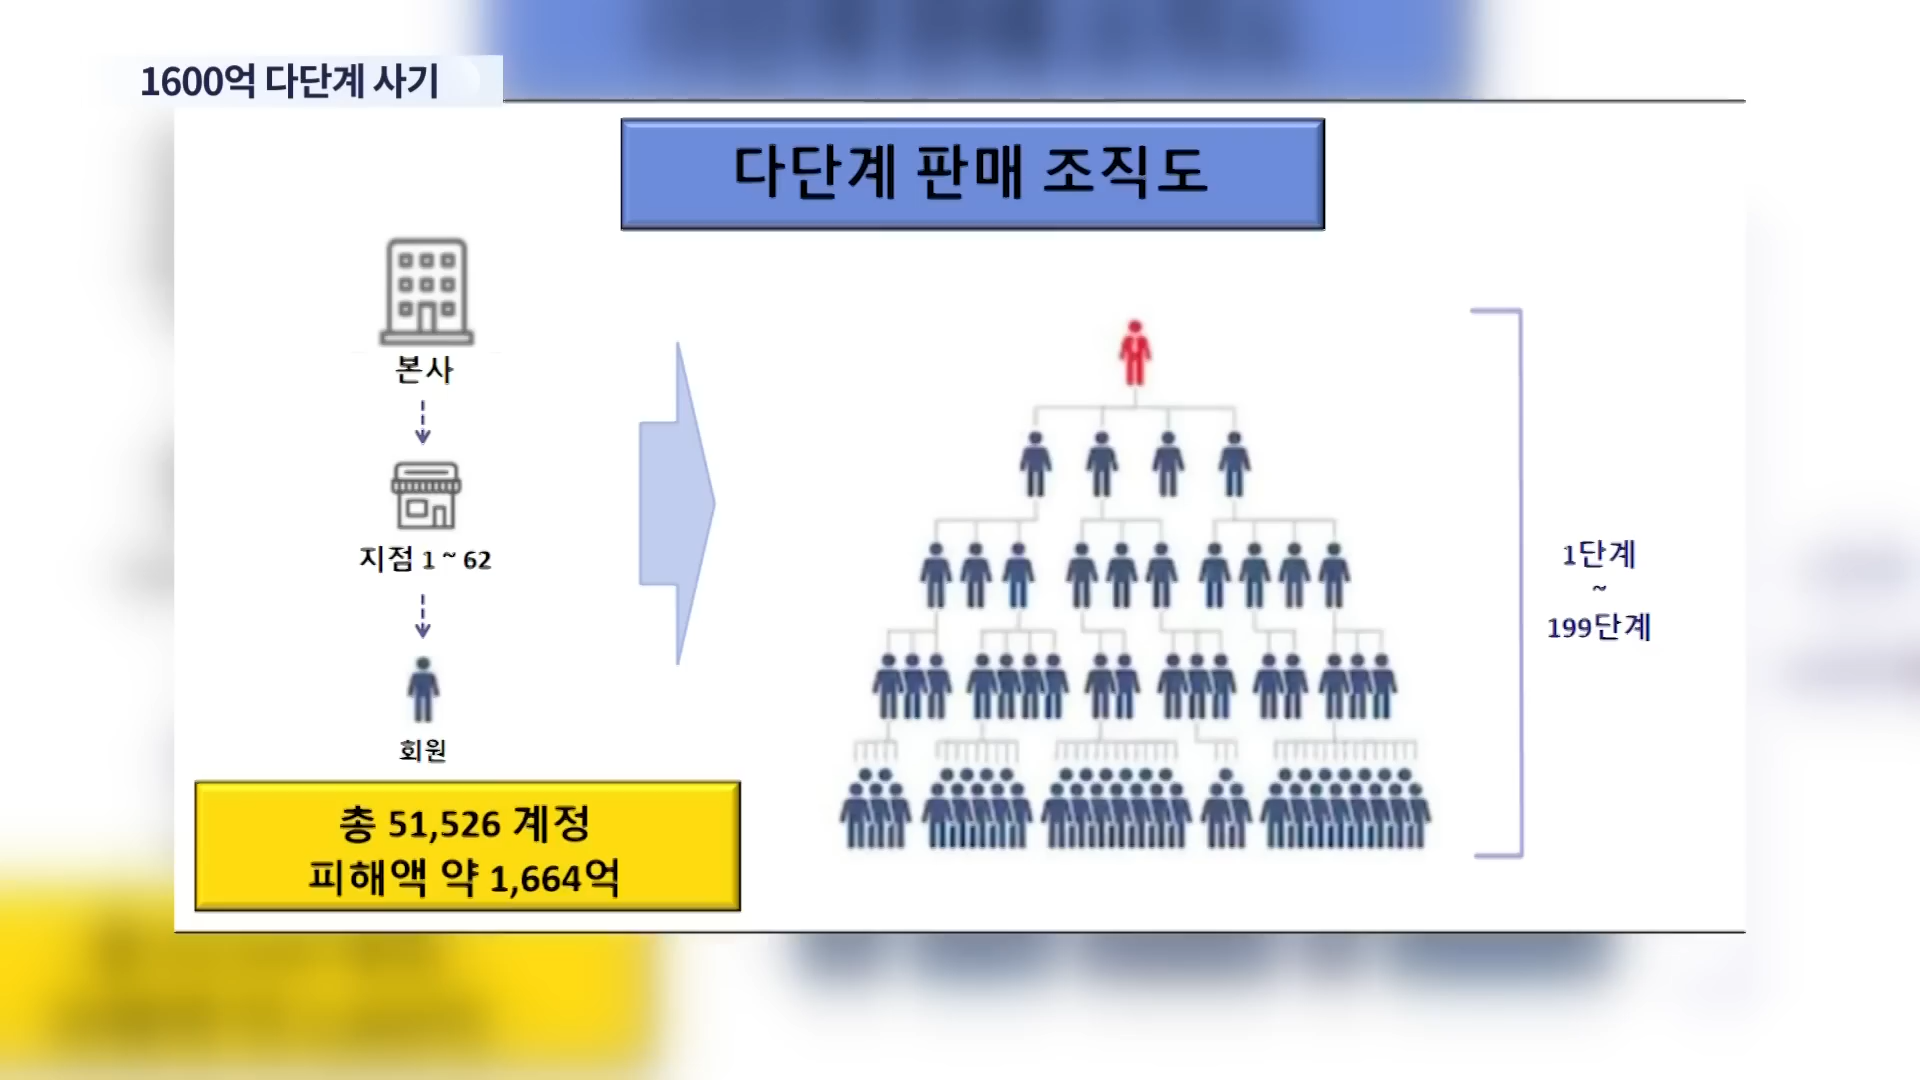 1600억 다단계 사기
다단계 판매 조직도
본사
지점 1 ~ 62
회원
총 51,526 계정
피해액 약 1,664억
1단계
~
199단계